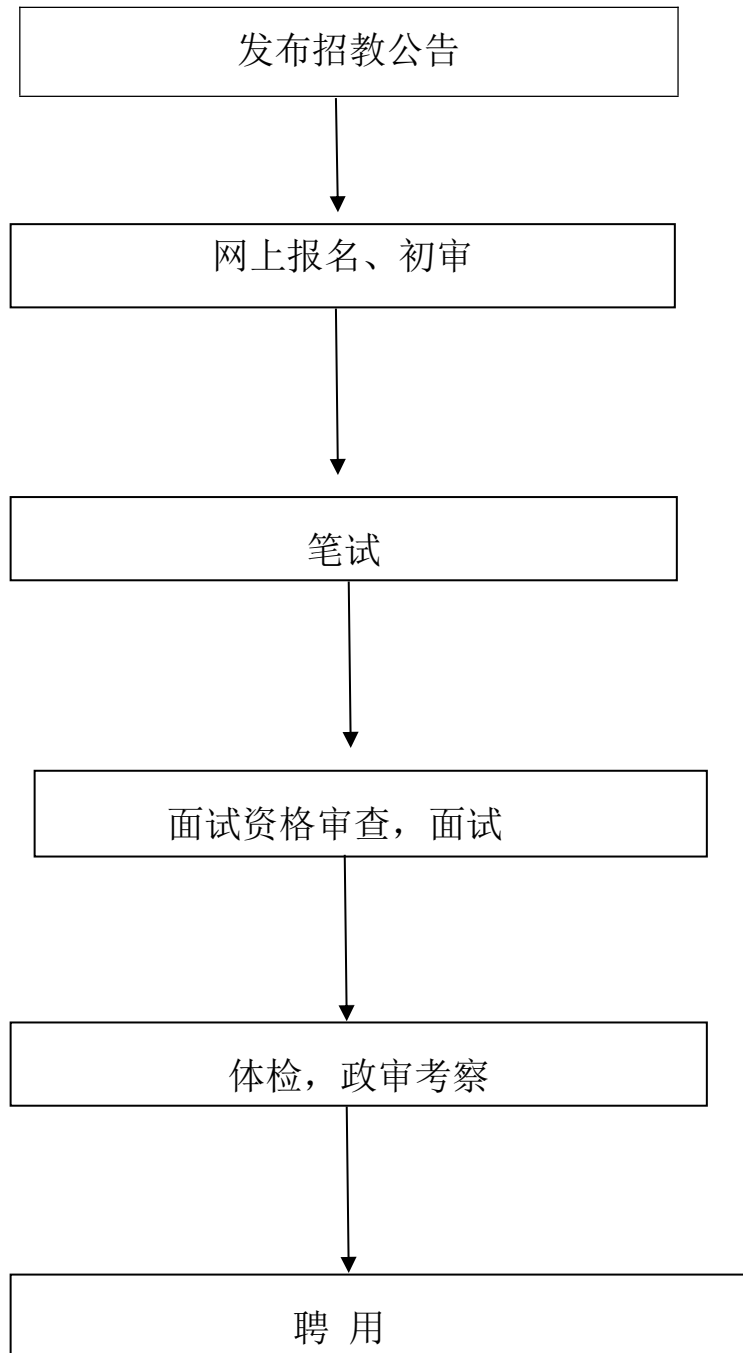 发布招教公告
网上报名、初审
笔试
面试资格审查，面试
体检，政审考察
聘 用